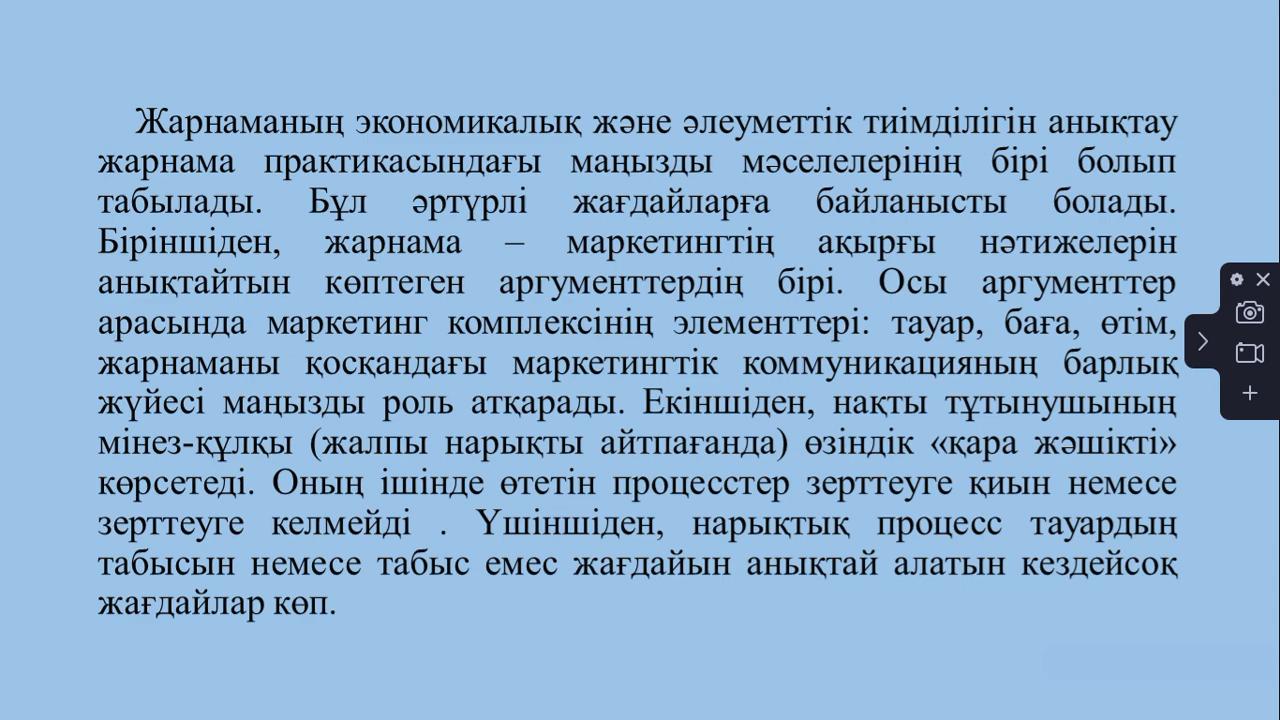 Жарнаманың экономикалық және әлеуметтік тиімділігін анықтау
жарнама практикасындағы маңызды мәселелерінің бірі болып
табылады. Бұл әртүрлі жағдайларға байланысты болады.
Біріншіден, жарнама – маркетингтің ақырғы нәтижелерін
анықтайтын көптеген аргументтердің бірі. Осы аргументтер
арасында маркетинг комплексінің элементтері: тауар, баға, өтім,
жарнаманы қосқандағы маркетингтік коммуникацияның барлық
жүйесі маңызды роль атқарады. Екіншіден, нақты тұтынушының
мінез-құлқы (жалпы нарықты айтпағанда) өзіндік «қара жәшікті»
көрсетеді. Оның ішінде өтетін процесстер зерттеуге қиын немесе
зерттеуге келмейді . Үшіншіден, нарықтық процесс тауардың
табысын немесе табыс емес жағдайын анықтай алатын кездейсоқ
жағдайлар көп.